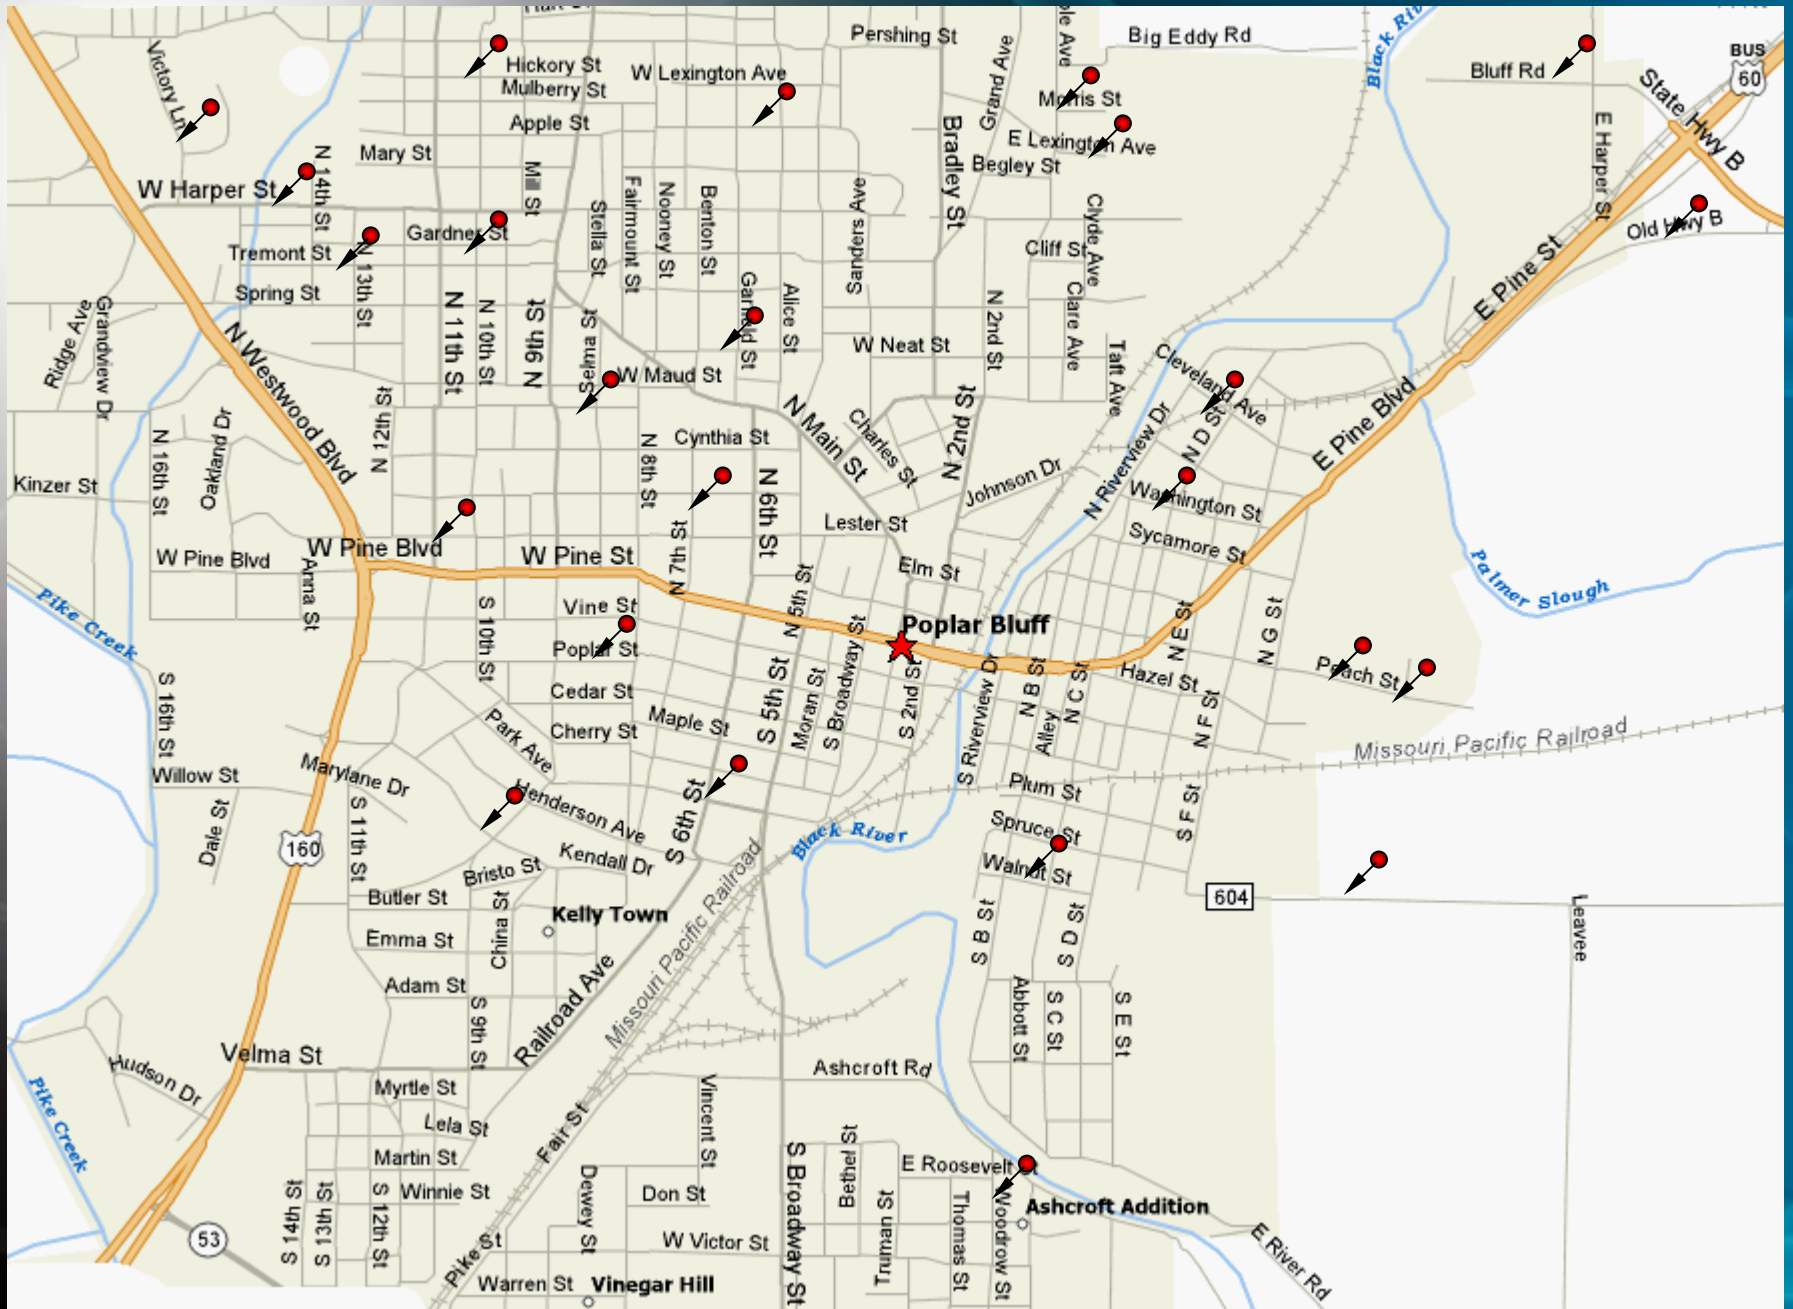 Pershing St
Big Eddy Rd
Black Riv
BUS
60
Victory Ln
Hickory St
W Lexington Ave
Grand Ave
Bluff Rd
State Hwy B
Mulberry St
Morris St
Apple St
Bradley St
E Lexington Ave
E Harper St
Mary St
Begley St
N 14th St
Mill St
W Harper St
Fairmount St
Nooney St
Benton St
Sanders Ave
Clyde Ave
Stella St
Gardner St
Old Hwy B
Tremont St
N 13th St
Cliff St
E Pine St
Spring St
Garfield St
Alice St
N 11th St
N 10th St
N 9th St
N 2nd St
Clare Ave
Ridge Ave
Grandview Dr
Selma St
W Neat St
Taft Ave
Cleveland Ave
N Westwood Blvd
W Maud St
N Main St
N 12th St
Charles St
N 2nd St
N Riverview Dr
N D St
E Pine Blvd
Oakland Dr
N 16th St
Cynthia St
N 8th St
N 6th St
Johnson Dr
Kinzer St
Washington St
Lester St
Sycamore St
W Pine Blvd
W Pine St
W Pine Blvd
N 7th St
Elm St
Palmer Slough
Anna St
Pike Creek
S 10th St
Vine St
N 5th St
Poplar Bluff
N E St
N G St
Poplar St
S Broadway St
Peach St
Hazel St
S 16th St
Cedar St
S 5th St
Moran St
S 2nd St
S Riverview Dr
N B St
N C St
Park Ave
Maple St
Cherry St
Alley
N F St
Missouri Pacific Railroad
Willow St
Marylane Dr
Plum St
Henderson Ave
S 6th St
Dale St
S 11th St
Black River
Spruce St
S F St
160
Kendall Dr
Walnut St
Bristo St
Butler St
604
Kelly Town
China St
Missouri Pacific Railroad
S B St
S D St
Leavee
Emma St
Adam St
Railroad Ave
S 9th St
Abbott St
S C St
S E St
Velma St
Ashcroft Rd
Audson Dr
Myrtle St
Pike Creek
Lela St
Fair St
Vincent St
Martin St
S Broadway St
Bethel St
E Roosevelt St
S 14th St
S 13th St
S 12th St
Winnie St
Dewey St
Don St
Truman St
Thomas St
Woodrow St
Ashcroft Addition
53
Pike St
W Victor St
E River Rd
Warren St
Vinegar Hill